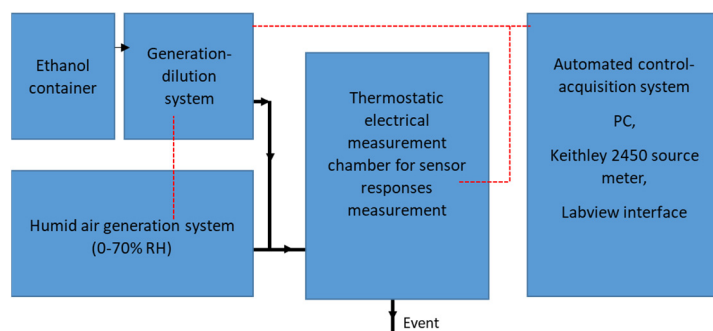 Ethanol
container
Generation-
dilution
system
Humid air generation system
(0-70% RH)
Thermostatic
electrical
measurement
chamber for sensor
responses
measurement
Event
Automated control-
acquisition system
PC,
Keithley 2450 source
meter,
Labview interface